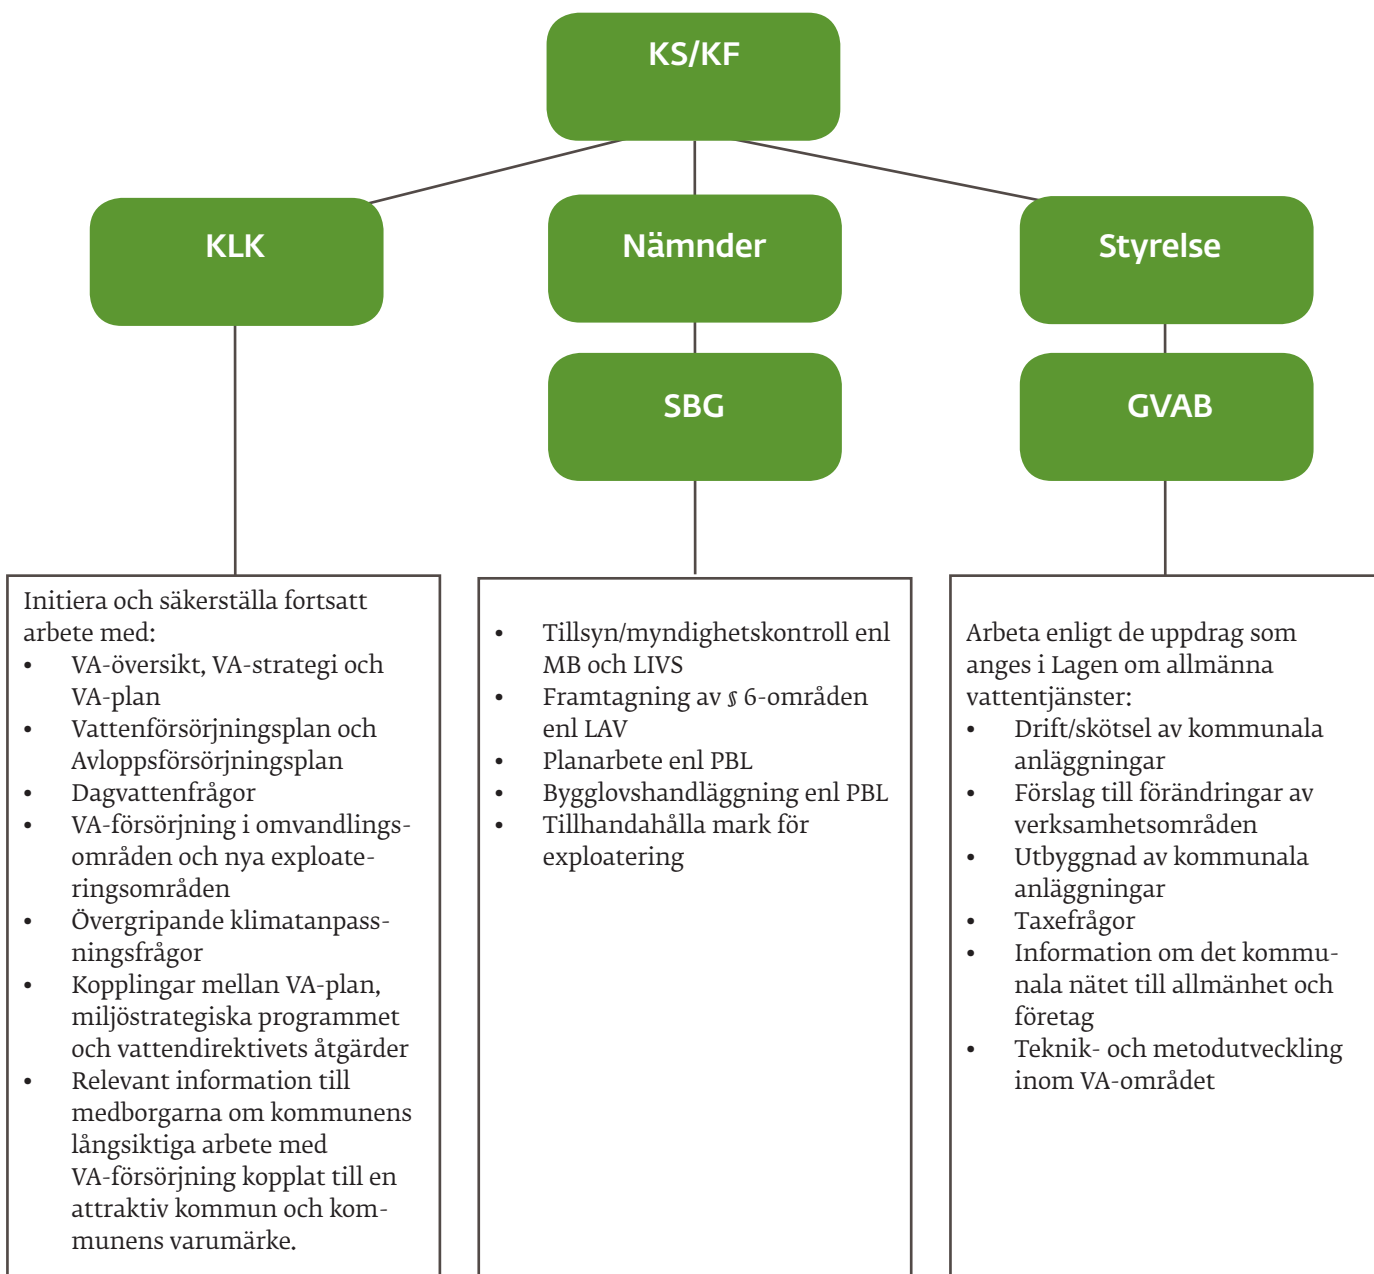 KS/KF
KLK
Nämnder
Styrelse
SBG
GVAB
Initiera och säkerställa fortsatt
arbete med:
• VA-översikt, VA-strategi och
VA-plan
• Vattenförsörjningsplan och
Avloppsförsörjningsplan
• Dagvattenfrågor
• VA-försörjning i omvandlings-
områden och nya exploate-
ringsområden
• Övergripande klimatanpass-
ningsfrågor
• Kopplingar mellan VA-plan,
miljöstrategiska programmet
och vattendirektivets åtgärder
• Relevant information till
medborgarna om kommunens
långsiktiga arbete med
VA-försörjning kopplat till en
attraktiv kommun och kom-
munens varumärke.
• Tillsyn/myndighetskontroll enl
MB och LIVS
• Framtagning av § 6-områden
enl LAV
• Planarbete enl PBL
• Bygglovshandläggning enl PBL
• Tillhandahålla mark för
exploatering
Arbeta enligt de uppdrag som
anges i Lagen om allmänna
vattentjänster:
• Drift/skötsel av kommunala
anläggningar
• Förslag till förändringar av
verksamhetsområden
• Utbyggnad av kommunala
anläggningar
• Taxefrågor
• Information om det kommu-
nala nätet till allmänhet och
företag
• Teknik- och metodutveckling
inom VA-området